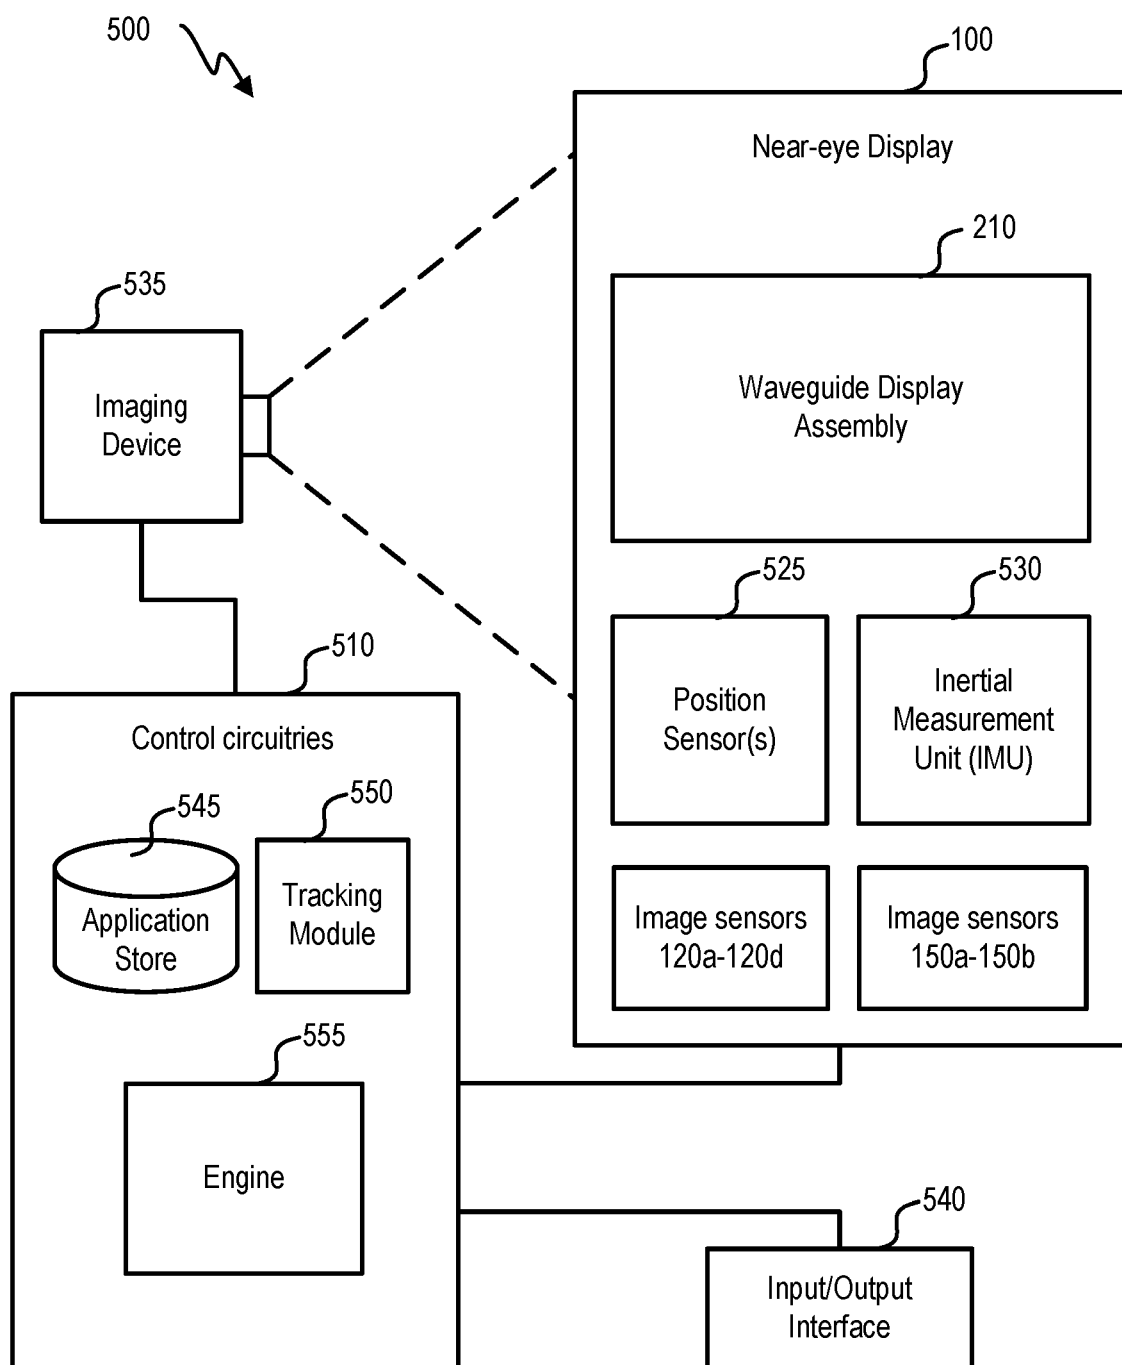 500
100
Near-eye Display
210
Waveguide Display
Assembly
535
Imaging
Device
525
530
Position
Sensor(s)
Inertial
Measurement
Unit (IMU)
510
Control circuitries
545
550
Application
Store
Tracking
Module
Image sensors
120a-120d
Image sensors
150a-150b
555
Engine
540
Input/Output
Interface